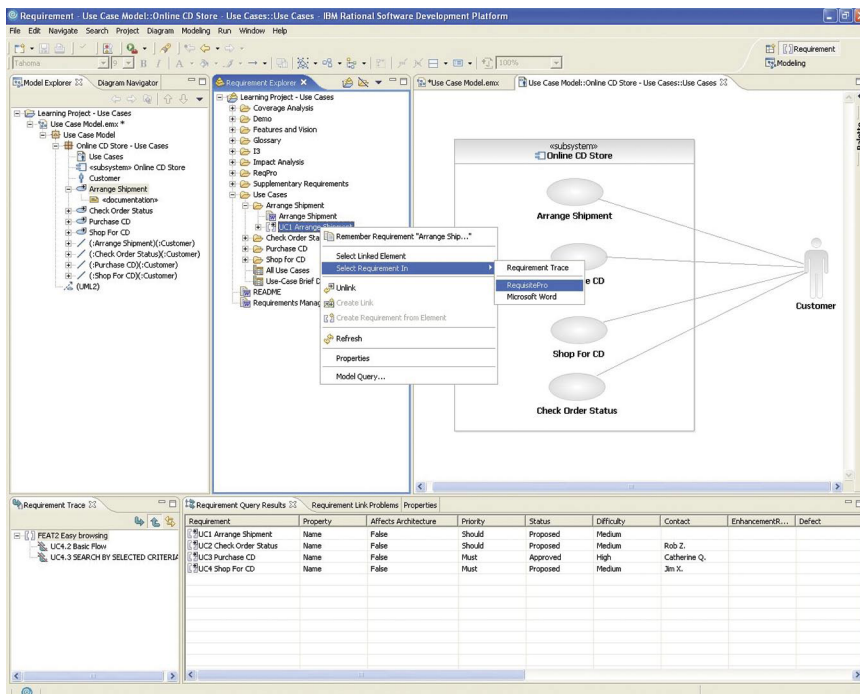 Requirement - Use Case Model::Online CD Store - Use Cases::Use Cases - IBM Rational Software Development Platform
File Edit Navigate Search Project Diagram Modeling Run Window Help
Requirement
Tahoma 9 B I A 100% Modeling
Model Explorer Diagram Navigator
Learning Project - Use Cases
Use Case Model.emx *
Use Case Model
Online CD Store - Use Cases
Use Cases
«subsystem» Online CD Store
Customer
Arrange Shipment
«documentation»
Check Order Status
Purchase CD
Shop For CD
(:Arrange Shipment)(:Customer)
(:Check Order Status)(:Customer)
(:Purchase CD)(:Customer)
(:Shop For CD)(:Customer)
(UML2)
Requirement Explorer
Learning Project - Use Cases
Coverage Analysis
Demo
Features and Vision
Glossary
I3
Impact Analysis
ReqPro
Supplementary Requirements
Use Cases
Arrange Shipment
Arrange Shipment
UC1 Arrange
Check Order Sta
Purchase CD
Shop for CD
All Use Cases
Use-Case Brief D
README
Requirements Manag
Remember Requirement "Arrange Ship..."
Select Linked Element
Select Requirement In
Unlink
Create Link
Create Requirement from Element
Refresh
Properties
Model Query...
Requirement Trace
RequisitePro
Microsoft Word
*Use Case Model.emx Use Case Model::Online CD Store - Use Cases::Use Cases
«subsystem»
Online CD Store
Arrange Shipment
e CD
Shop For CD
Check Order Status
Customer
Palette
Requirement Trace
FEAT2 Easy browsing
UC4.2 Basic Flow
UC4.3 SEARCH BY SELECTED CRITERIA
Requirement Query Results Requirement Link Problems Properties
Requirement Property Affects Architecture Priority Status Difficulty Contact EnhancementR... Defect
UC1 Arrange Shipment Name False Should Proposed Medium
UC2 Check Order Status Name False Should Proposed Medium Rob Z.
UC3 Purchase CD Name False Must Approved High Catherine Q.
UC4 Shop For CD Name False Must Proposed Medium Jim X.